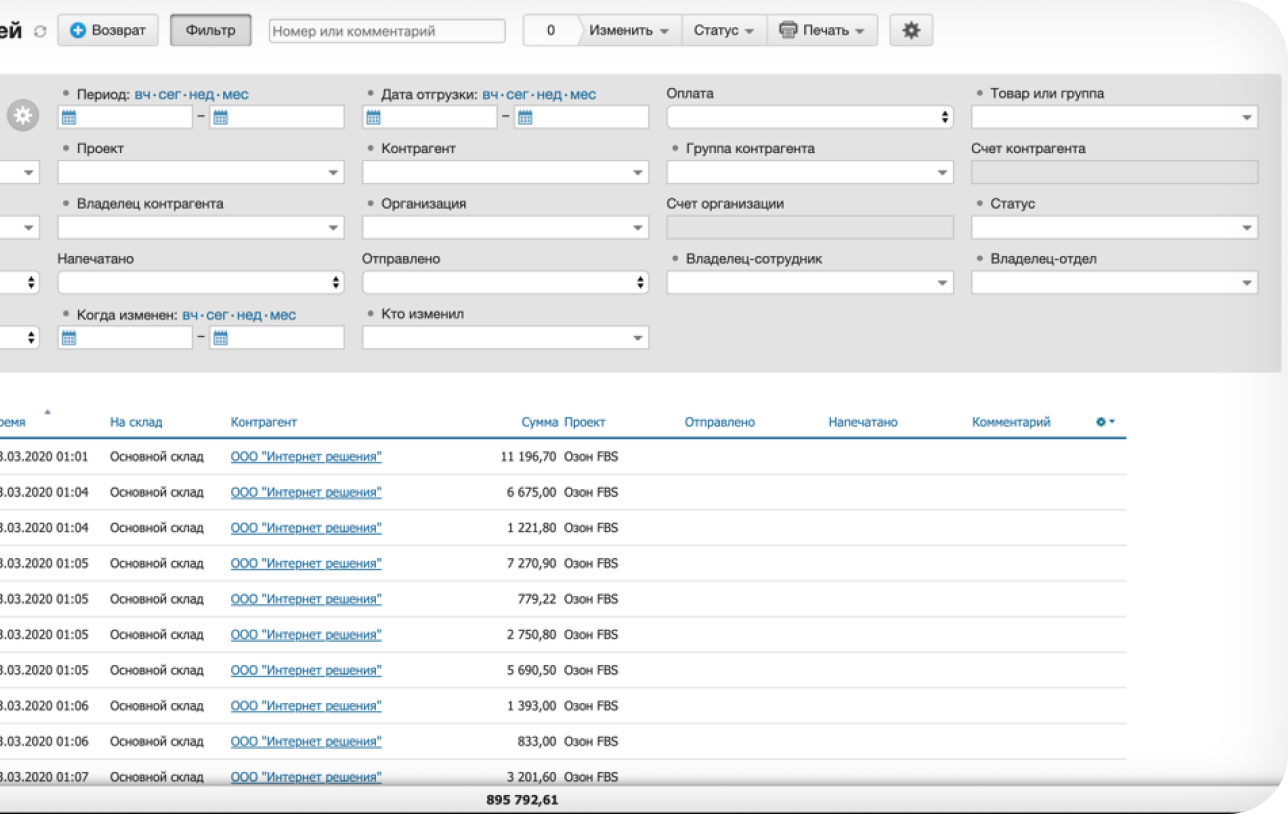 ей Возврат Фильтр Номер или комментарий 0 Изменить Статус Печать
Период: вч·сег·нед·мес Дата отгрузки: вч·сег·нед·мес Оплата Товар или группа
– –
Проект Контрагент Группа контрагента Счет контрагента
Владелец контрагента Организация Счет организации Статус
Напечатано Отправлено Владелец-сотрудник Владелец-отдел
Когда изменен: вч·сег·нед·мес Кто изменил
–
ремя На склад Контрагент Сумма Проект Отправлено Напечатано Комментарий
3.03.2020 01:01 Основной склад ООО "Интернет решения" 11 196,70 Озон FBS
3.03.2020 01:04 Основной склад ООО "Интернет решения" 6 675,00 Озон FBS
3.03.2020 01:04 Основной склад ООО "Интернет решения" 1 221,80 Озон FBS
3.03.2020 01:05 Основной склад ООО "Интернет решения" 7 270,90 Озон FBS
3.03.2020 01:05 Основной склад ООО "Интернет решения" 779,22 Озон FBS
3.03.2020 01:05 Основной склад ООО "Интернет решения" 2 750,80 Озон FBS
3.03.2020 01:05 Основной склад ООО "Интернет решения" 5 690,50 Озон FBS
3.03.2020 01:06 Основной склад ООО "Интернет решения" 1 393,00 Озон FBS
3.03.2020 01:06 Основной склад ООО "Интернет решения" 833,00 Озон FBS
3.03.2020 01:07 Основной склад ООО "Интернет решения" 3 201,60 Озон FBS
895 792,61